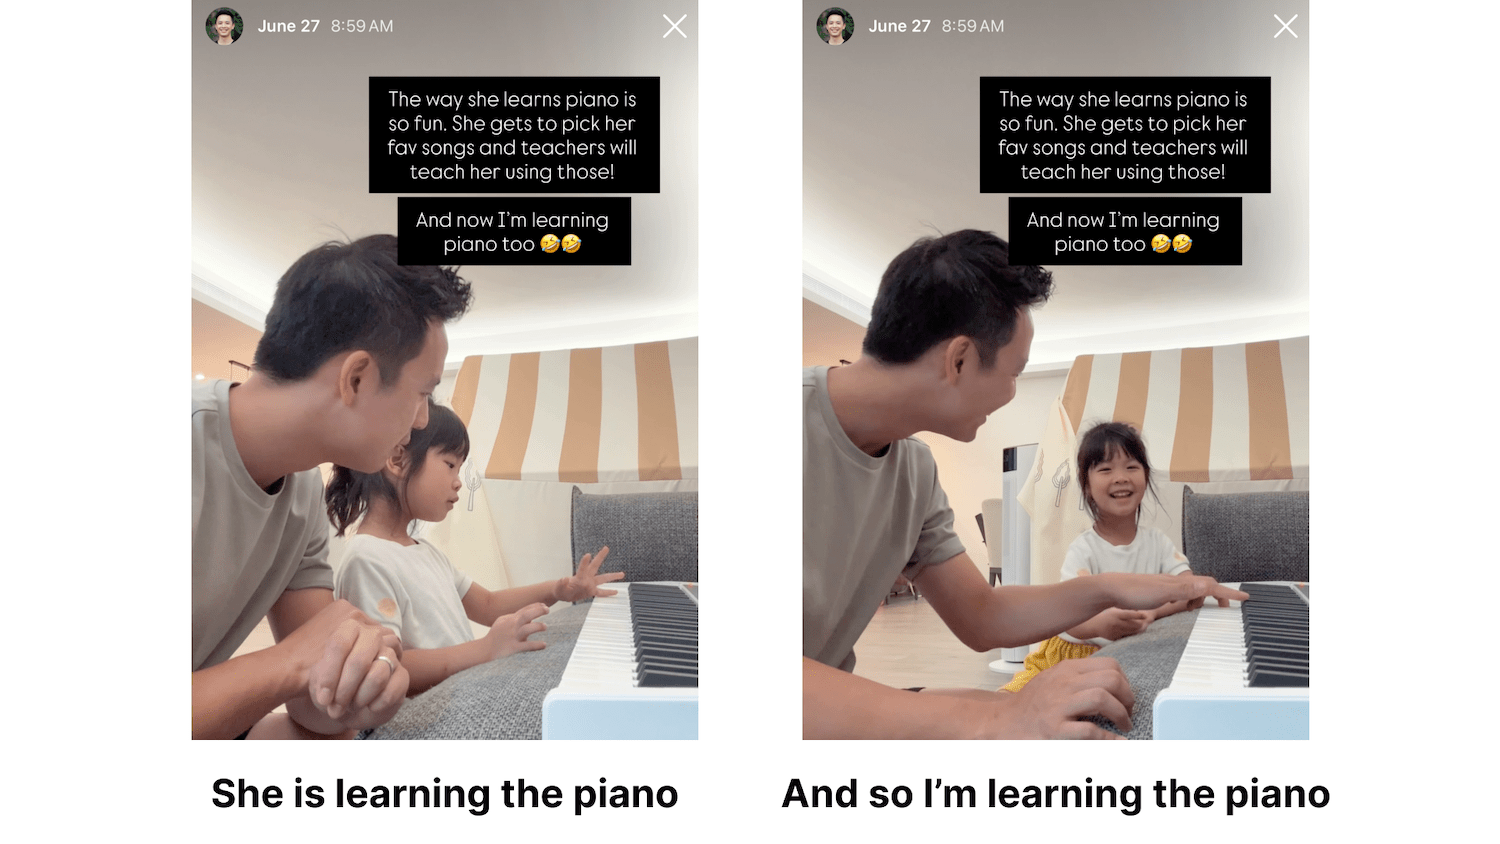 June 27 8:59 AM
The way she learns piano is
so fun. She gets to pick her
fav songs and teachers will
teach her using those!
And now I'm learning
piano too 🤣🤣
She is learning the piano
June 27 8:59 AM
The way she learns piano is
so fun. She gets to pick her
fav songs and teachers will
teach her using those!
And now I'm learning
piano too 🤣🤣
And so I'm learning the piano